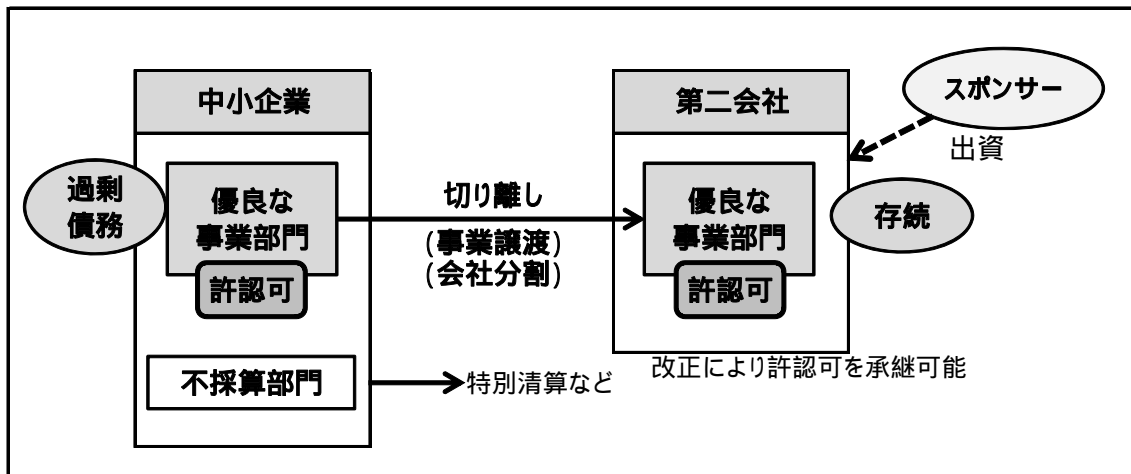 中小企業
過剰
債務
優良な
事業部門
許認可
不採算部門
切り離し
(事業譲渡)
(会社分割)
特別清算など
第二会社
優良な
事業部門
許認可
スポンサー
出資
存続
改正により許認可を承継可能